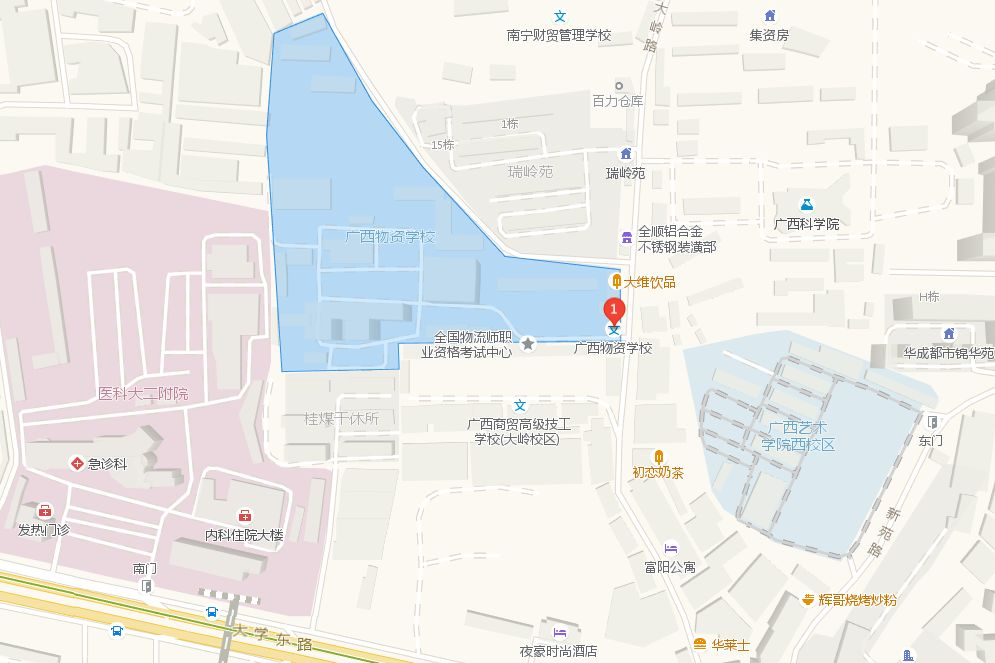 大岭路
南宁财贸管理学校
集资房
百力仓库
1栋
15栋
瑞岭苑
瑞岭苑
广西科学院
全顺铝合金
不锈钢装潢部
广西物资学校
大维饮品
1
H栋
全国物流师职
业资格考试中心
广西物资学校
华成都市锦华苑
医科大二附院
桂煤干休所
广西商贸高级技工
学校(大岭校区)
广西艺术
学院西校区
东门
急诊科
初恋奶茶
发热门诊
内科住院大楼
新苑路
南门
富阳公寓
辉哥烧烤炒粉
大学东路
夜豪时尚酒店
华莱士